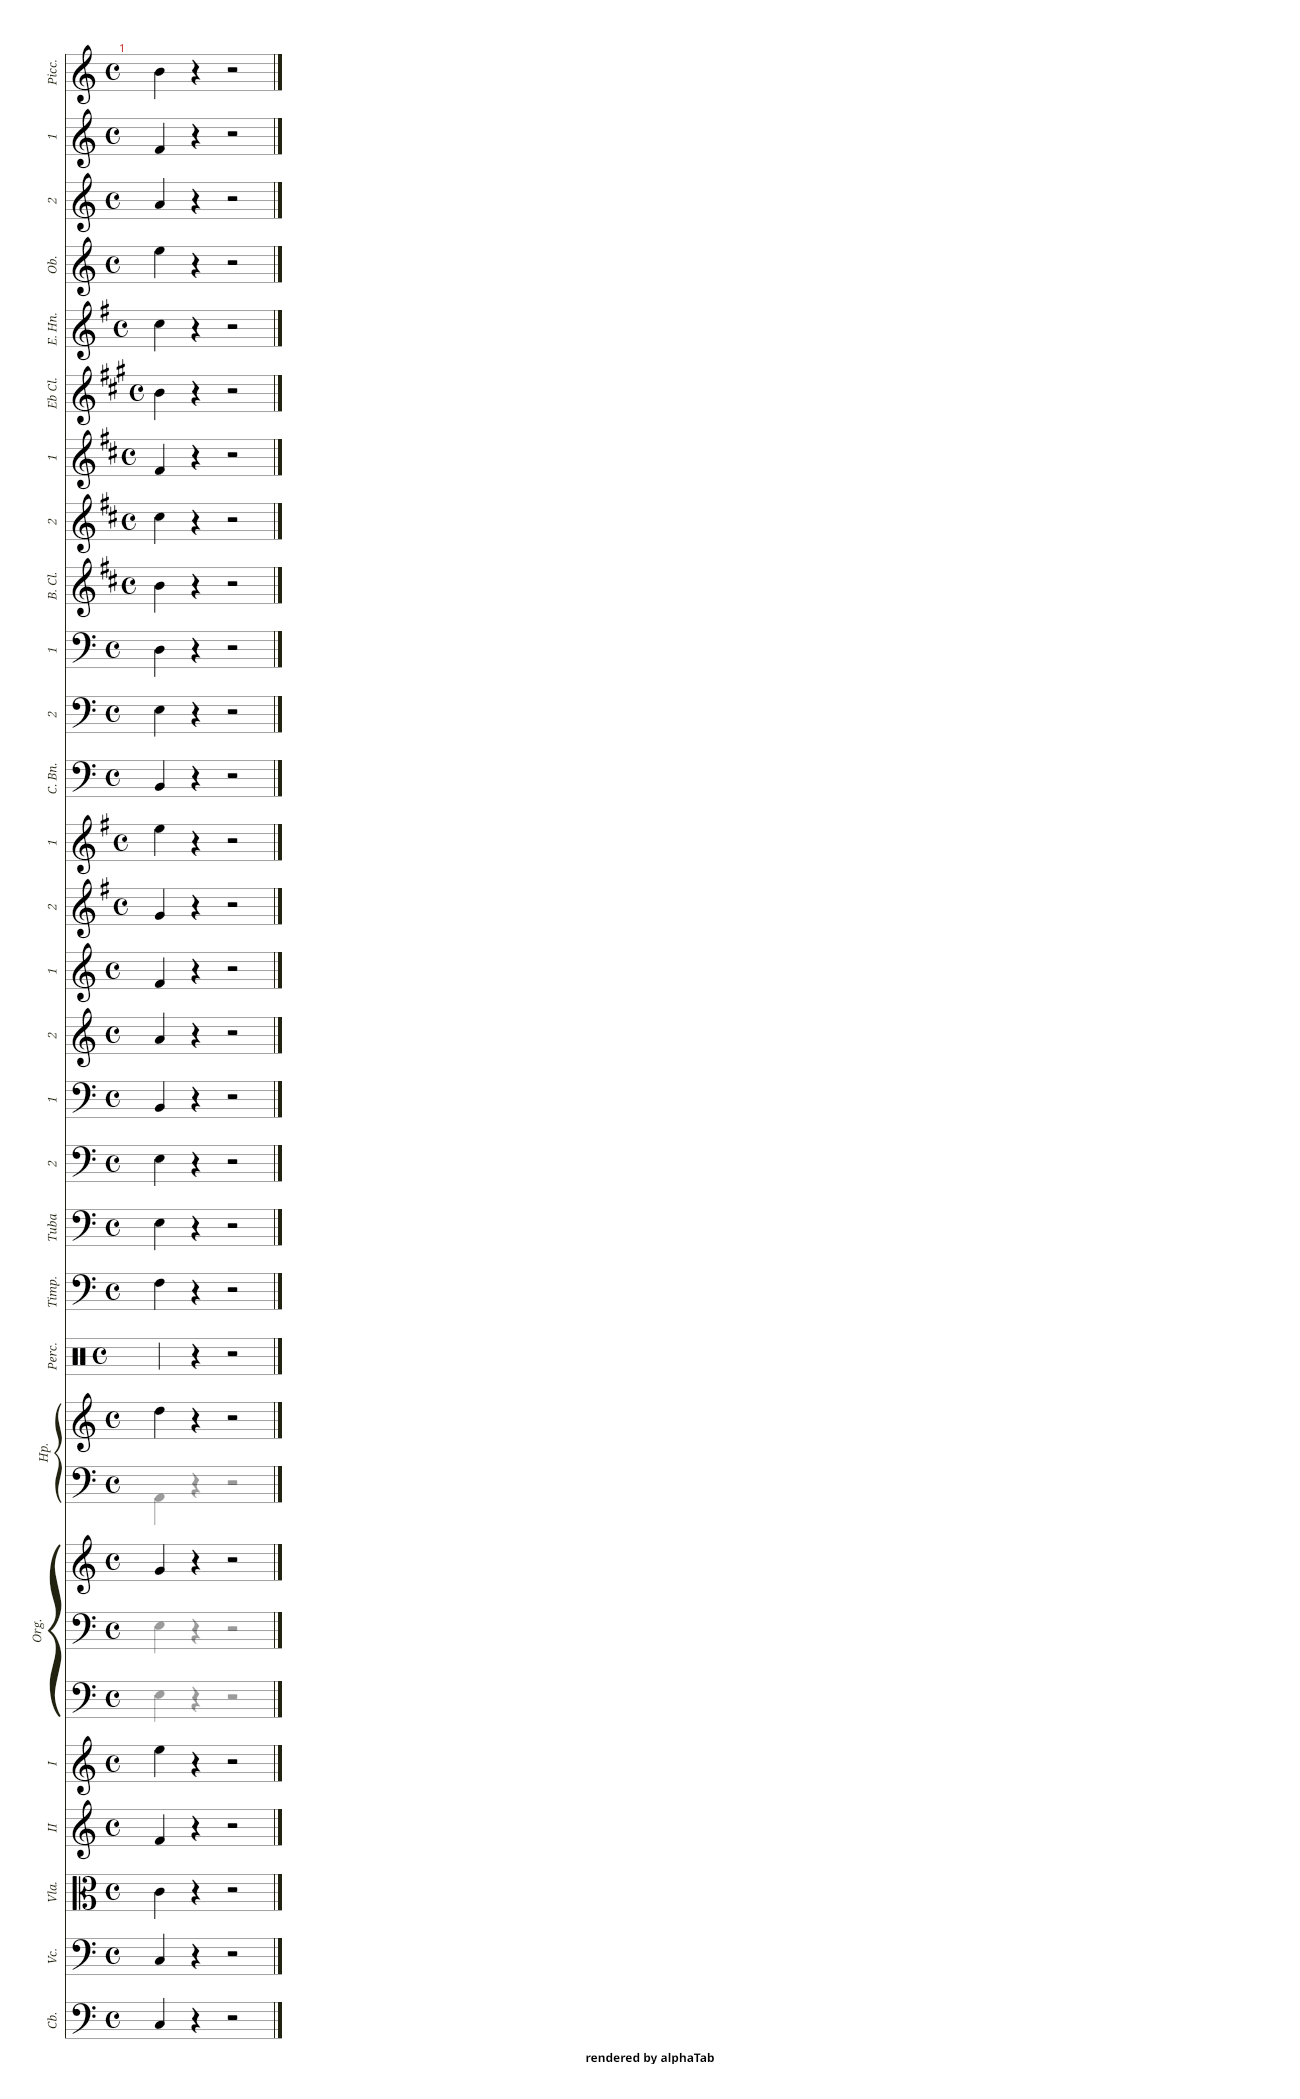 1
Picc.
1
2
Ob.
E. Hn.
Eb Cl.
1
2
B. Cl.
1
2
C. Bn.
1
2
1
2
1
2
Tuba
Timp.
Perc.
Hp.
Org.
I
II
Vla.
Vc.
Cb.
rendered by alphaTab